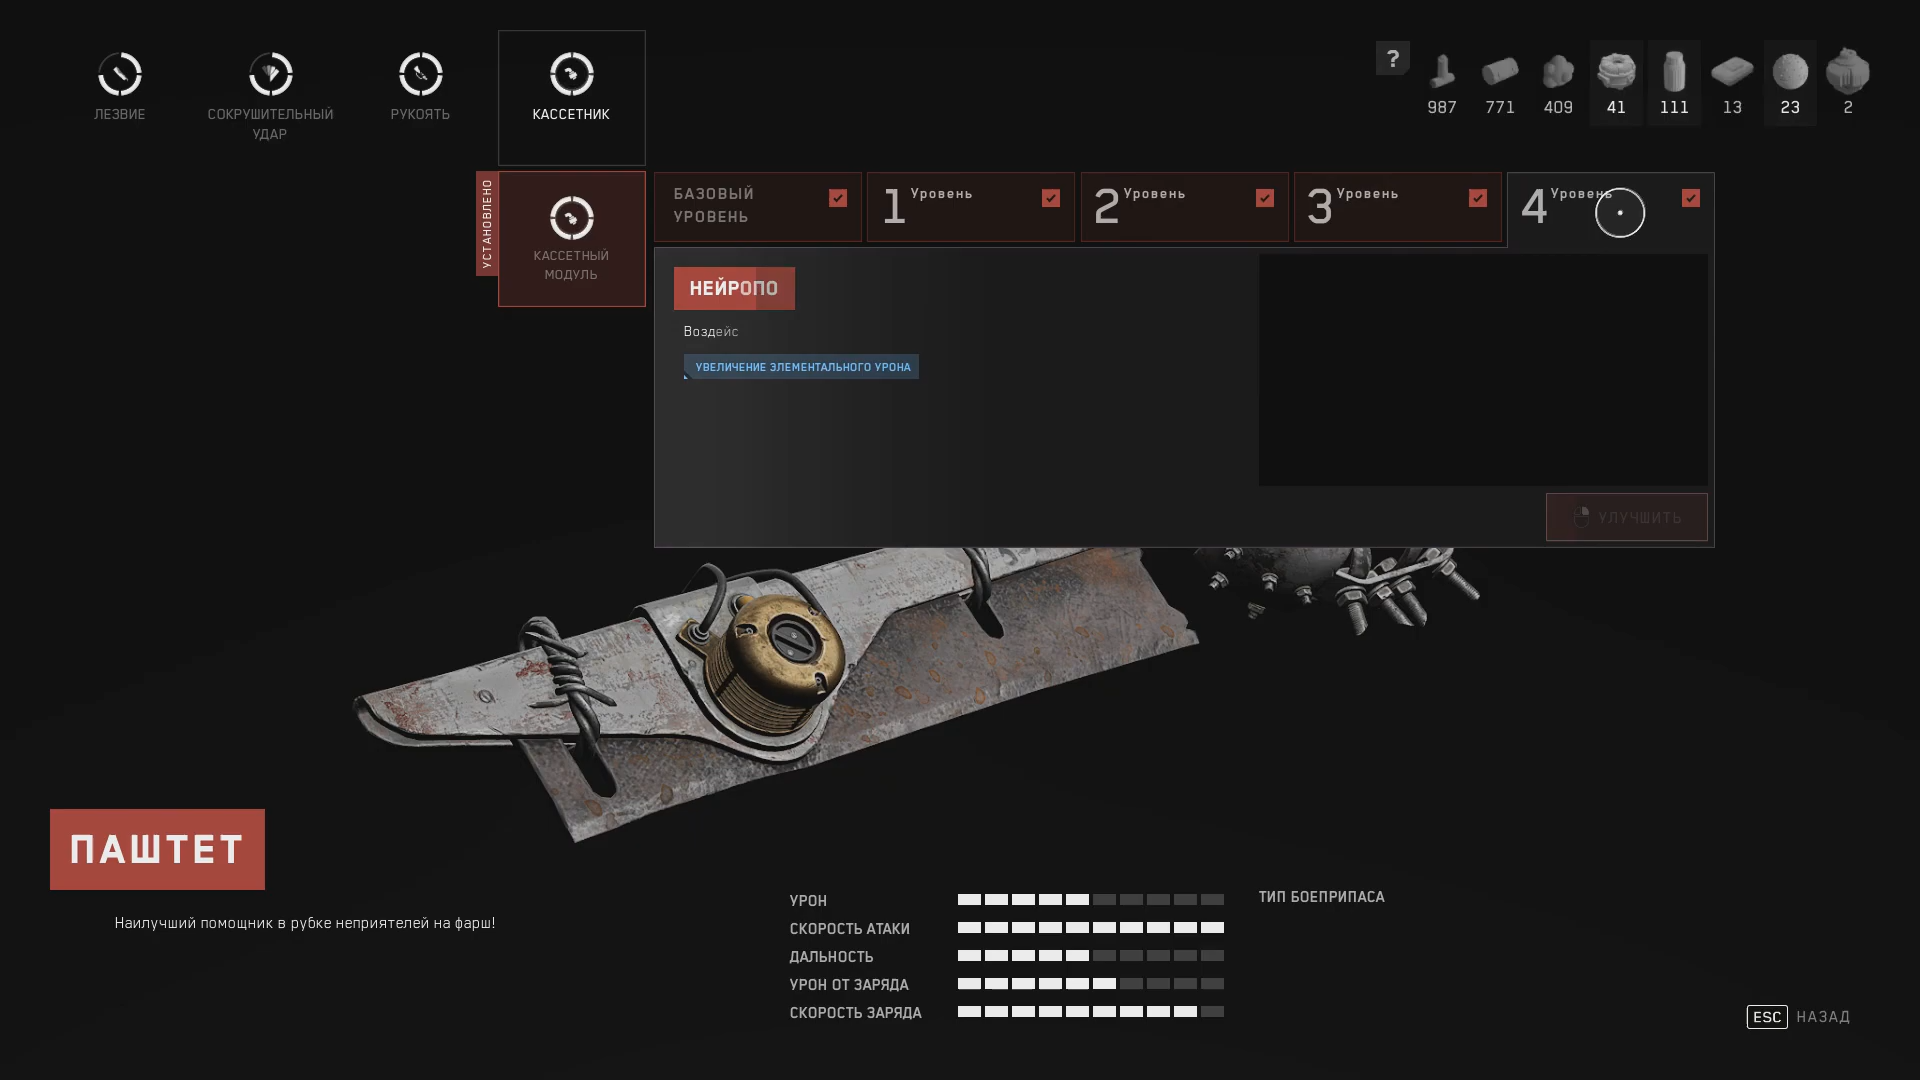 ЛЕЗВИЕ
СОКРУШИТЕЛЬНЫЙ
УДАР
РУКОЯТЬ
КАССЕТНИК
?
987
771
409
41
111
13
23
2
УСТАНОВЛЕНО
КАССЕТНЫЙ
МОДУЛЬ
БАЗОВЫЙ
УРОВЕНЬ
1 Уровень
2 Уровень
3 Уровень
4 Уровень
НЕЙРОПО
Воздейс
УВЕЛИЧЕНИЕ ЭЛЕМЕНТАЛЬНОГО УРОНА
УЛУЧШИТЬ
ПАШТЕТ
Наилучший помощник в рубке неприятелей на фарш!
УРОН
СКОРОСТЬ АТАКИ
ДАЛЬНОСТЬ
УРОН ОТ ЗАРЯДА
СКОРОСТЬ ЗАРЯДА
ТИП БОЕПРИПАСА
ESC НАЗАД